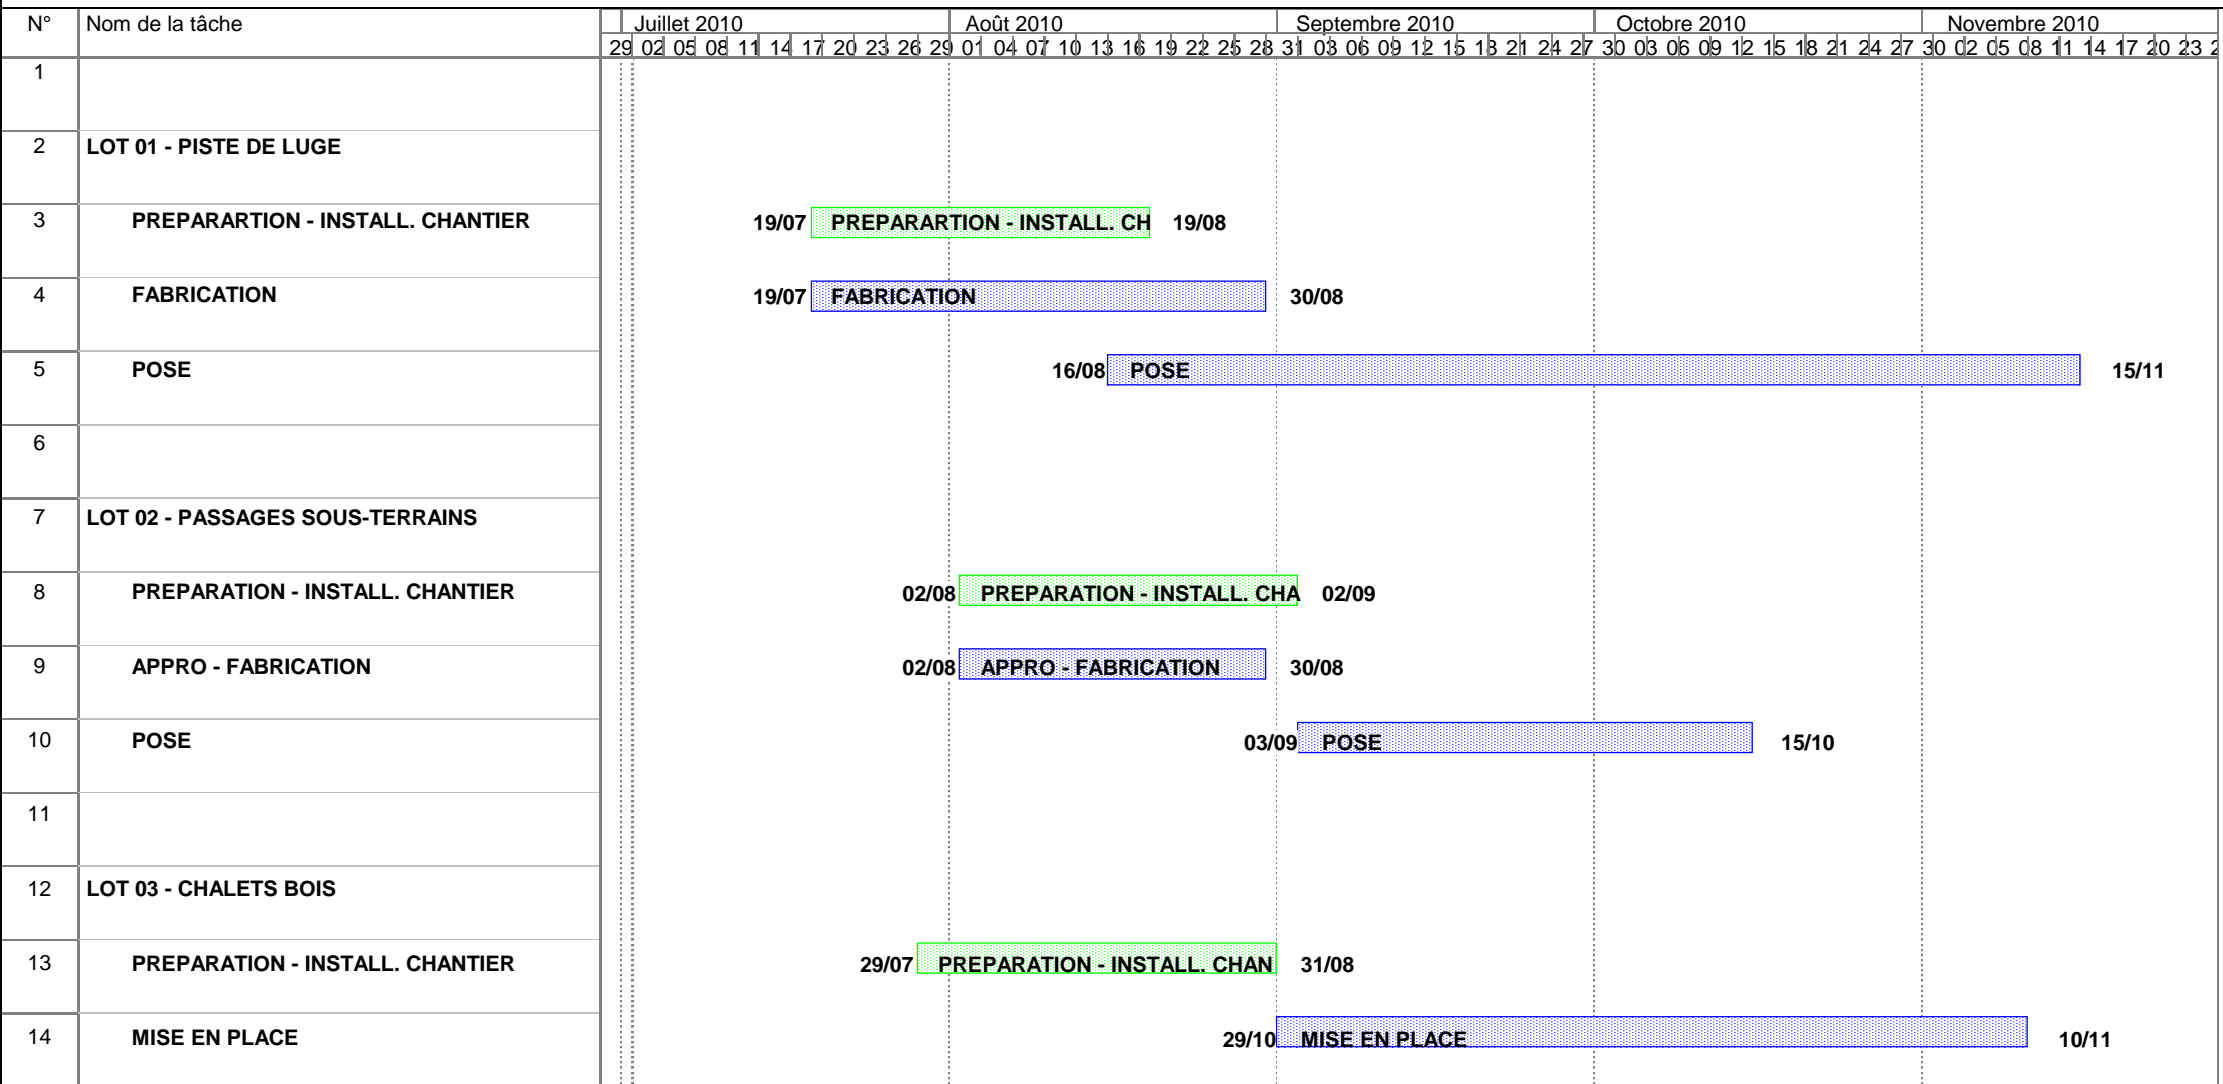 N° Nom de la tâche Juillet 2010 Août 2010 Septembre 2010 Octobre 2010 Novembre 2010
29 02 05 08 11 14 17 20 23 26 29 01 04 07 10 13 16 19 22 25 28 31 03 06 09 12 15 18 21 24 27 30 03 06 09 12 15 18 21 24 27 30 02 05 08 11 14 17 20 23
1
2 LOT 01 - PISTE DE LUGE
3 PREPARARTION - INSTALL. CHANTIER 19/07 PREPARARTION - INSTALL. CH 19/08
4 FABRICATION 19/07 FABRICATION 30/08
5 POSE 16/08 POSE 15/11
6
7 LOT 02 - PASSAGES SOUS-TERRAINS
8 PREPARATION - INSTALL. CHANTIER 02/08 PREPARATION - INSTALL. CHA 02/09
9 APPRO - FABRICATION 02/08 APPRO - FABRICATION 30/08
10 POSE 03/09 POSE 15/10
11
12 LOT 03 - CHALETS BOIS
13 PREPARATION - INSTALL. CHANTIER 29/07 PREPARATION - INSTALL. CHAN 31/08
14 MISE EN PLACE 29/10 MISE EN PLACE 10/11